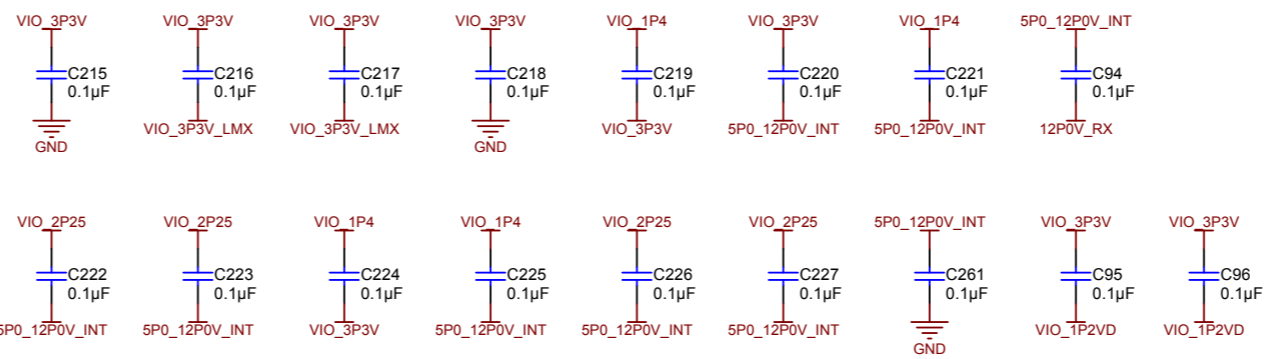 VIO_3P3V VIO_3P3V VIO_3P3V VIO_3P3V VIO_1P4 VIO_3P3V VIO_1P4 5P0_12P0V_INT
C215 C216 C217 C218 C219 C220 C221 C94
0.1µF 0.1µF 0.1µF 0.1µF 0.1µF 0.1µF 0.1µF 0.1µF
VIO_3P3V_LMX VIO_3P3V_LMX VIO_3P3V 5P0_12P0V_INT 5P0_12P0V_INT 12P0V_RX
GND GND
VIO_2P25 VIO_2P25 VIO_1P4 VIO_1P4 VIO_2P25 VIO_2P25 5P0_12P0V_INT VIO_3P3V VIO_3P3V
C222 C223 C224 C225 C226 C227 C261 C95 C96
0.1µF 0.1µF 0.1µF 0.1µF 0.1µF 0.1µF 0.1µF 0.1µF 0.1µF
5P0_12P0V_INT 5P0_12P0V_INT VIO_3P3V 5P0_12P0V_INT 5P0_12P0V_INT 5P0_12P0V_INT VIO_1P2VD VIO_1P2VD
GND